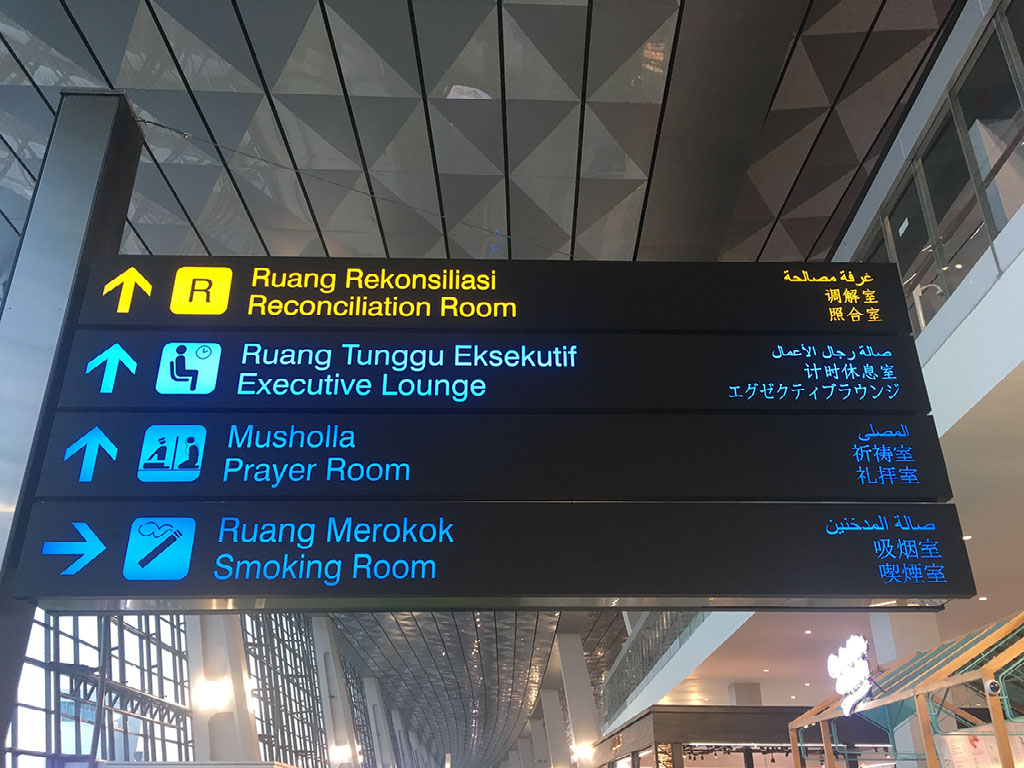 R
Ruang Rekonsiliasi
Reconciliation Room
غرفة مصالحة
调解室
照合室
Ruang Tunggu Eksekutif
Executive Lounge
صالة رجال الأعمال
计时休息室
エグゼクティブラウンジ
Musholla
Prayer Room
المصلى
祈祷室
礼拝室
Ruang Merokok
Smoking Room
صالة المدخنين
吸烟室
喫煙室